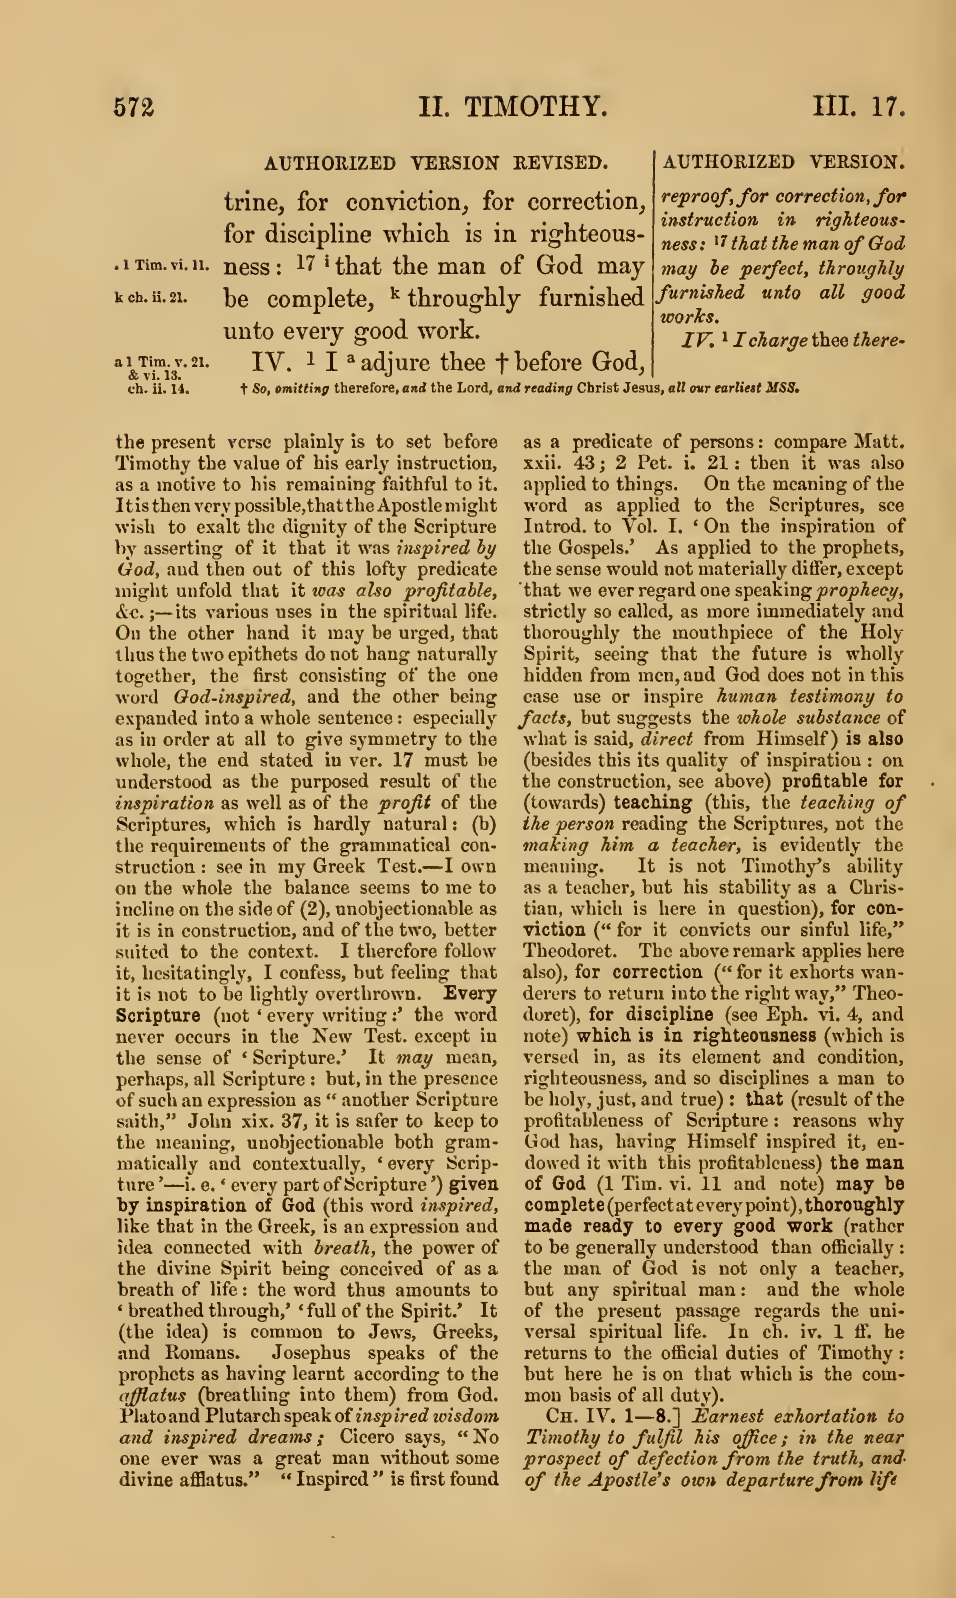 572 II. TIMOTHY. III. 17.
AUTHORIZED VERSION REVISED.
trine, for conviction, for correction,
for discipline which is in righteous-
. 1 Tim. vi. 11. ness: 17 i that the man of God may
k ch. ii. 21. be complete, k throughly furnished
unto every good work.
a 1 Tim. v. 21. IV. 1 I a adjure thee † before God,
& vi. 13.
ch. ii. 14.
AUTHORIZED VERSION.
reproof, for correction, for
instruction in righteous-
ness: 17 that the man of God
may be perfect, throughly
furnished unto all good
works.
IV. 1 I charge thee there-
† So, omitting therefore, and the Lord, and reading Christ Jesus, all our earliest MSS.
the present verse plainly is to set before
Timothy the value of his early instruction,
as a motive to his remaining faithful to it.
It is then very possible, that the Apostle might
wish to exalt the dignity of the Scripture
by asserting of it that it was inspired by
God, and then out of this lofty predicate
might unfold that it was also profitable,
&c. ;—its various uses in the spiritual life.
On the other hand it may be urged, that
thus the two epithets do not hang naturally
together, the first consisting of the one
word God-inspired, and the other being
expanded into a whole sentence : especially
as in order at all to give symmetry to the
whole, the end stated in ver. 17 must be
understood as the purposed result of the
inspiration as well as of the profit of the
Scriptures, which is hardly natural : (b)
the requirements of the grammatical con-
struction : see in my Greek Test.—I own
on the whole the balance seems to me to
incline on the side of (2), unobjectionable as
it is in construction, and of the two, better
suited to the context. I therefore follow
it, hesitatingly, I confess, but feeling that
it is not to be lightly overthrown. Every
Scripture (not ‘ every writing :’ the word
never occurs in the New Test. except in
the sense of ‘ Scripture.’ It may mean,
perhaps, all Scripture : but, in the presence
of such an expression as “ another Scripture
saith,” John xix. 37, it is safer to keep to
the meaning, unobjectionable both gram-
matically and contextually, ‘ every Scrip-
ture ’—i. e. ‘ every part of Scripture ’) given
by inspiration of God (this word inspired,
like that in the Greek, is an expression and
idea connected with breath, the power of
the divine Spirit being conceived of as a
breath of life : the word thus amounts to
‘ breathed through,’ ‘ full of the Spirit.’ It
(the idea) is common to Jews, Greeks,
and Romans. Josephus speaks of the
prophets as having learnt according to the
afflatus (breathing into them) from God.
Plato and Plutarch speak of inspired wisdom
and inspired dreams ; Cicero says, “ No
one ever was a great man without some
divine afflatus.” “ Inspired ” is first found
as a predicate of persons : compare Matt.
xxii. 43 ; 2 Pet. i. 21 : then it was also
applied to things. On the meaning of the
word as applied to the Scriptures, see
Introd. to Vol. I. ‘ On the inspiration of
the Gospels.’ As applied to the prophets,
the sense would not materially differ, except
that we ever regard one speaking prophecy,
strictly so called, as more immediately and
thoroughly the mouthpiece of the Holy
Spirit, seeing that the future is wholly
hidden from men, and God does not in this
case use or inspire human testimony to
facts, but suggests the whole substance of
what is said, direct from Himself) is also
(besides this its quality of inspiration : on
the construction, see above) profitable for
(towards) teaching (this, the teaching of
the person reading the Scriptures, not the
making him a teacher, is evidently the
meaning. It is not Timothy's ability
as a teacher, but his stability as a Chris-
tian, which is here in question), for con-
viction (“ for it convicts our sinful life,”
Theodoret. The above remark applies here
also), for correction (“ for it exhorts wan-
derers to return into the right way,” Theo-
doret), for discipline (see Eph. vi. 4, and
note) which is in righteousness (which is
versed in, as its element and condition,
righteousness, and so disciplines a man to
be holy, just, and true) : that (result of the
profitableness of Scripture : reasons why
God has, having Himself inspired it, en-
dowed it with this profitableness) the man
of God (1 Tim. vi. 11 and note) may be
complete (perfect at every point), thoroughly
made ready to every good work (rather
to be generally understood than officially :
the man of God is not only a teacher,
but any spiritual man : and the whole
of the present passage regards the uni-
versal spiritual life. In ch. iv. 1 ff. he
returns to the official duties of Timothy :
but here he is on that which is the com-
mon basis of all duty).
CH. IV. 1—8.] Earnest exhortation to
Timothy to fulfil his office ; in the near
prospect of defection from the truth, and
of the Apostle's own departure from life